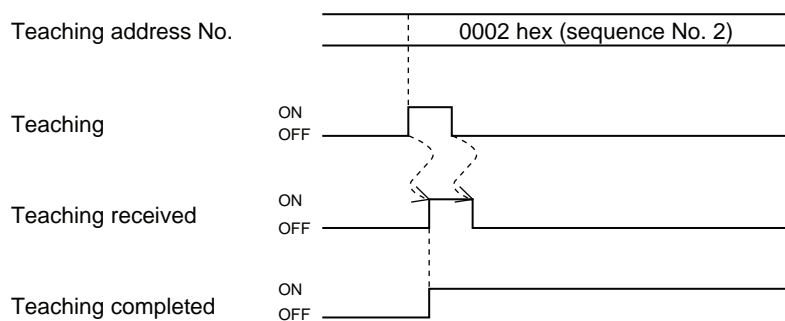 Teaching address No.
0002 hex (sequence No. 2)
Teaching
ON
OFF
Teaching received
ON
OFF
Teaching completed
ON
OFF